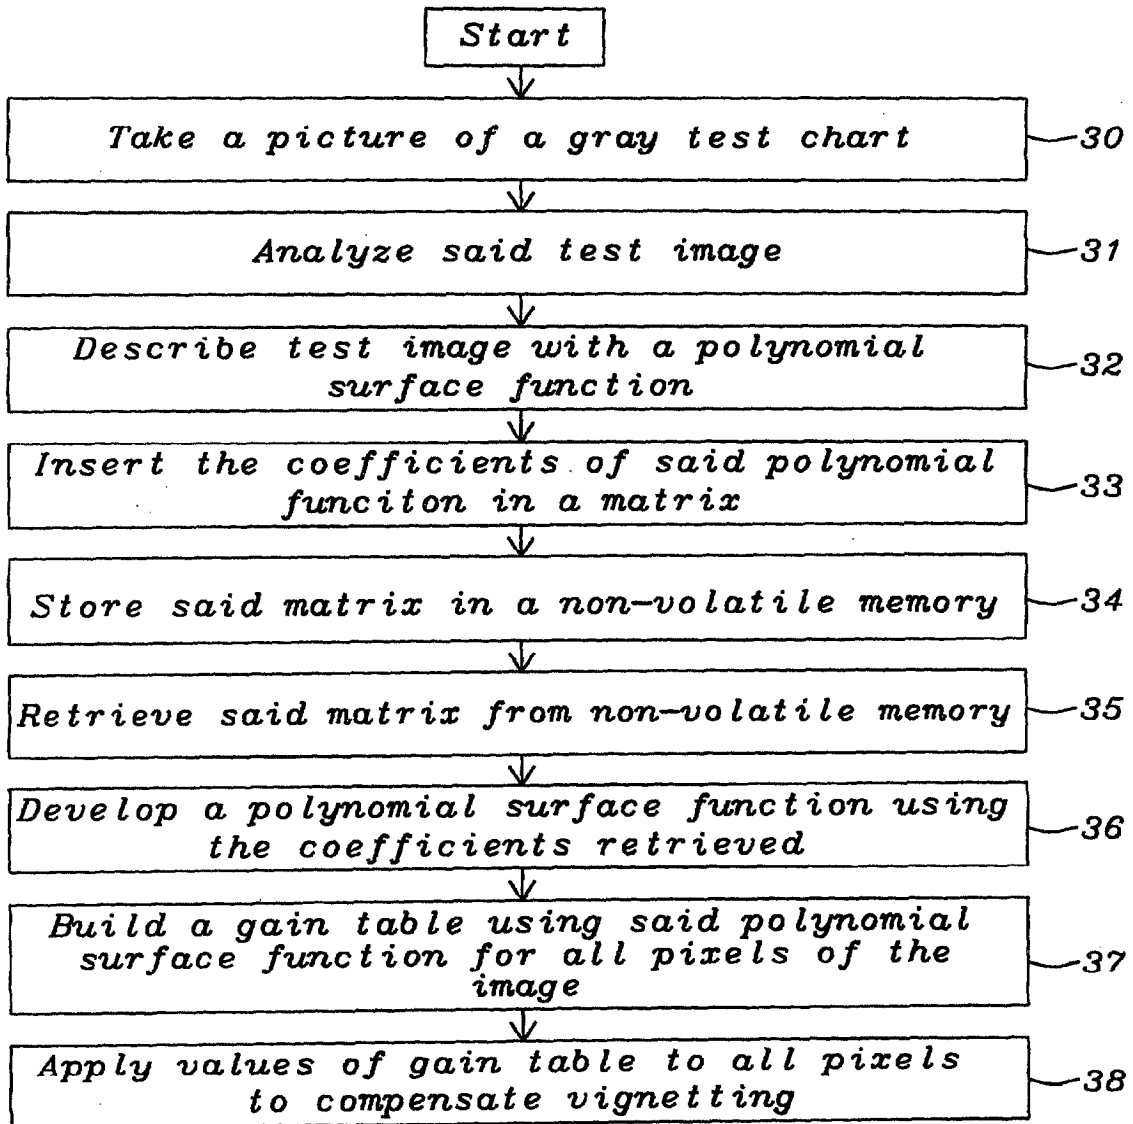 Start
Take a picture of a gray test chart
30
Analyze said test image
31
Describe test image with a polynomial
surface function
32
Insert the coefficients of said polynomial
funciton in a matrix
33
Store said matrix in a non-volatile memory
34
Retrieve said matrix from non-volatile memory
35
Develop a polynomial surface function using
the coefficients retrieved
36
Build a gain table using said polynomial
surface function for all pixels of the
image
37
Apply values of gain table to all pixels
to compensate vignetting
38